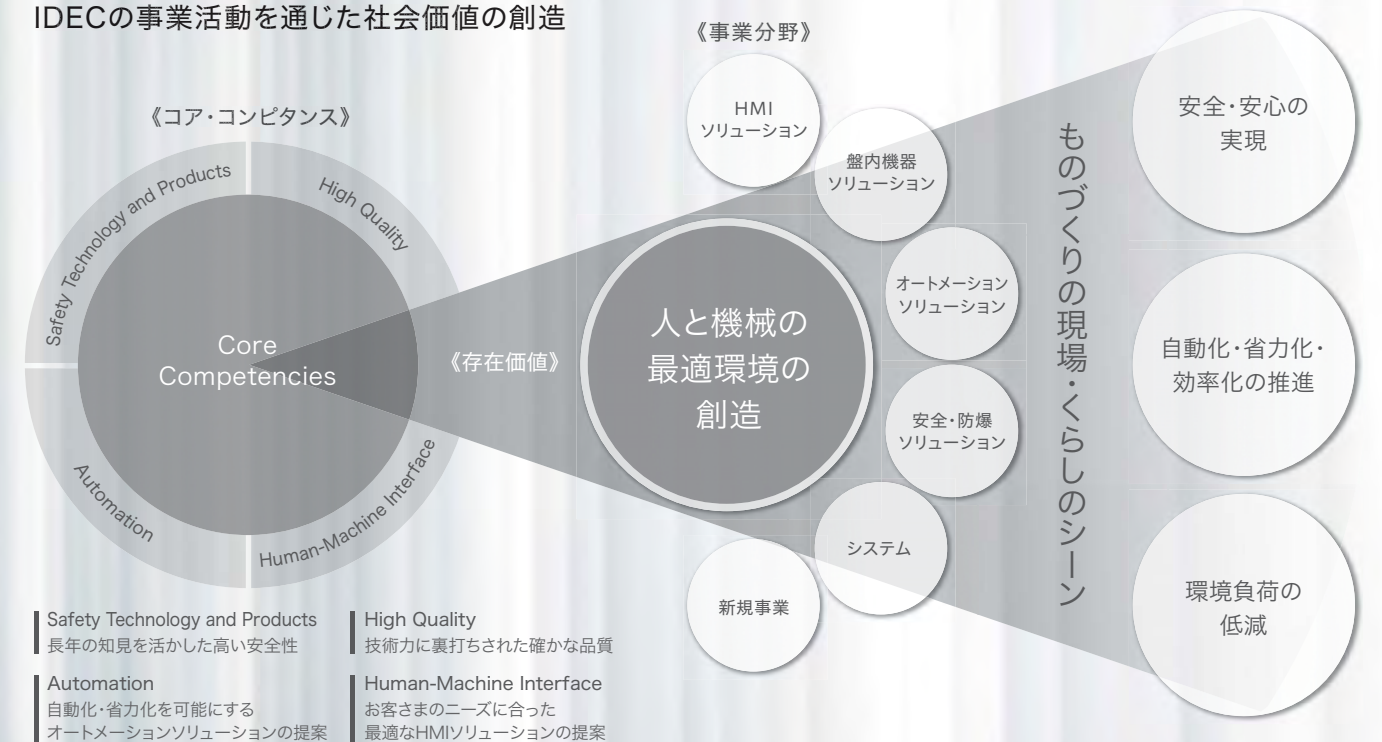 IDECの事業活動を通じた社会価値の創造
《コア・コンピタンス》
Safety Technology and Products
High Quality
Automation
Human-Machine Interface
Core
Competencies
《存在価値》
人と機械の
最適環境の
創造
《事業分野》
HMI
ソリューション
盤内機器
ソリューション
オートメーション
ソリューション
安全・防爆
ソリューション
システム
新規事業
ものづくりの現場・くらしのシーン
安全・安心の
実現
自動化・省力化・
効率化の推進
環境負荷の
低減
Safety Technology and Products
長年の知見を活かした高い安全性
High Quality
技術力に裏打ちされた確かな品質
Automation
自動化・省力化を可能にする
オートメーションソリューションの提案
Human-Machine Interface
お客さまのニーズに合った
最適なHMIソリューションの提案